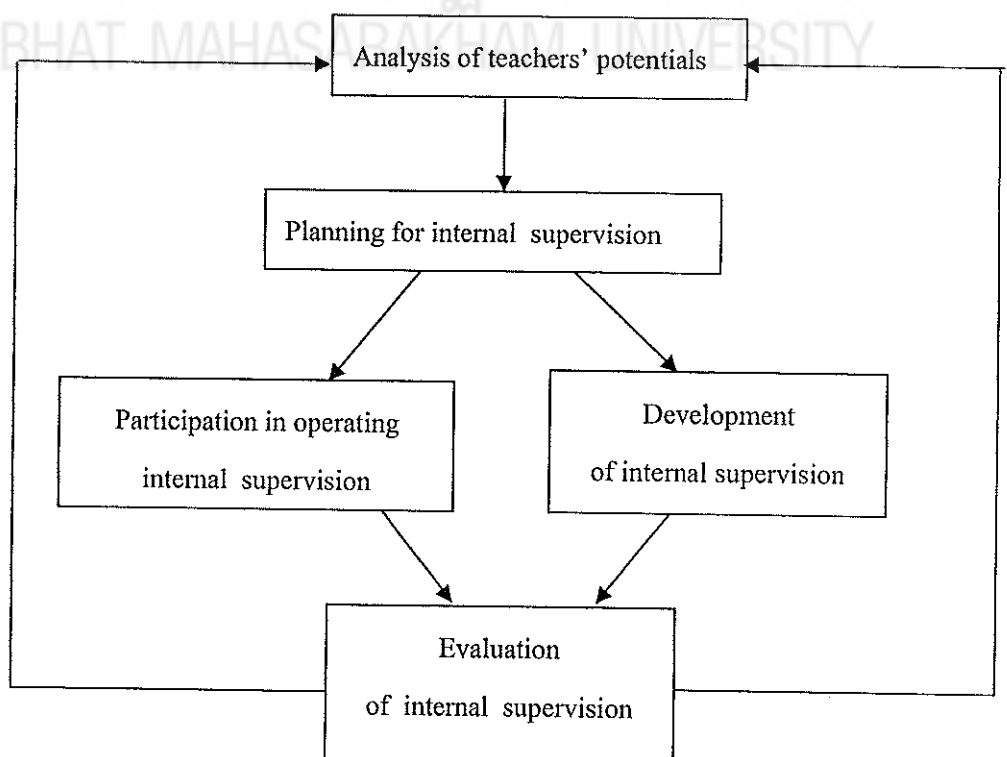 BHAT MAHASARAKHAM UNIVERSITY
Analysis of teachers' potentials
Planning for internal supervision
Participation in operating
internal supervision
Development
of internal supervision
Evaluation
of internal supervision